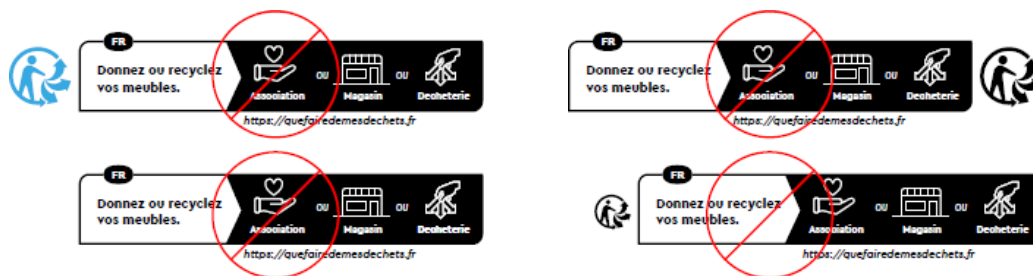 FR
Donnez ou recyclez
vos meubles.
Association ou Magasin ou Decheterie
https://quefairedemesdechets.fr
FR
Donnez ou recyclez
vos meubles.
Association ou Magasin ou Decheterie
https://quefairedemesdechets.fr
FR
Donnez ou recyclez
vos meubles.
Association ou Magasin ou Decheterie
https://quefairedemesdechets.fr
FR
Donnez ou recyclez
vos meubles.
Association ou Magasin ou Decheterie
https://quefairedemesdechets.fr